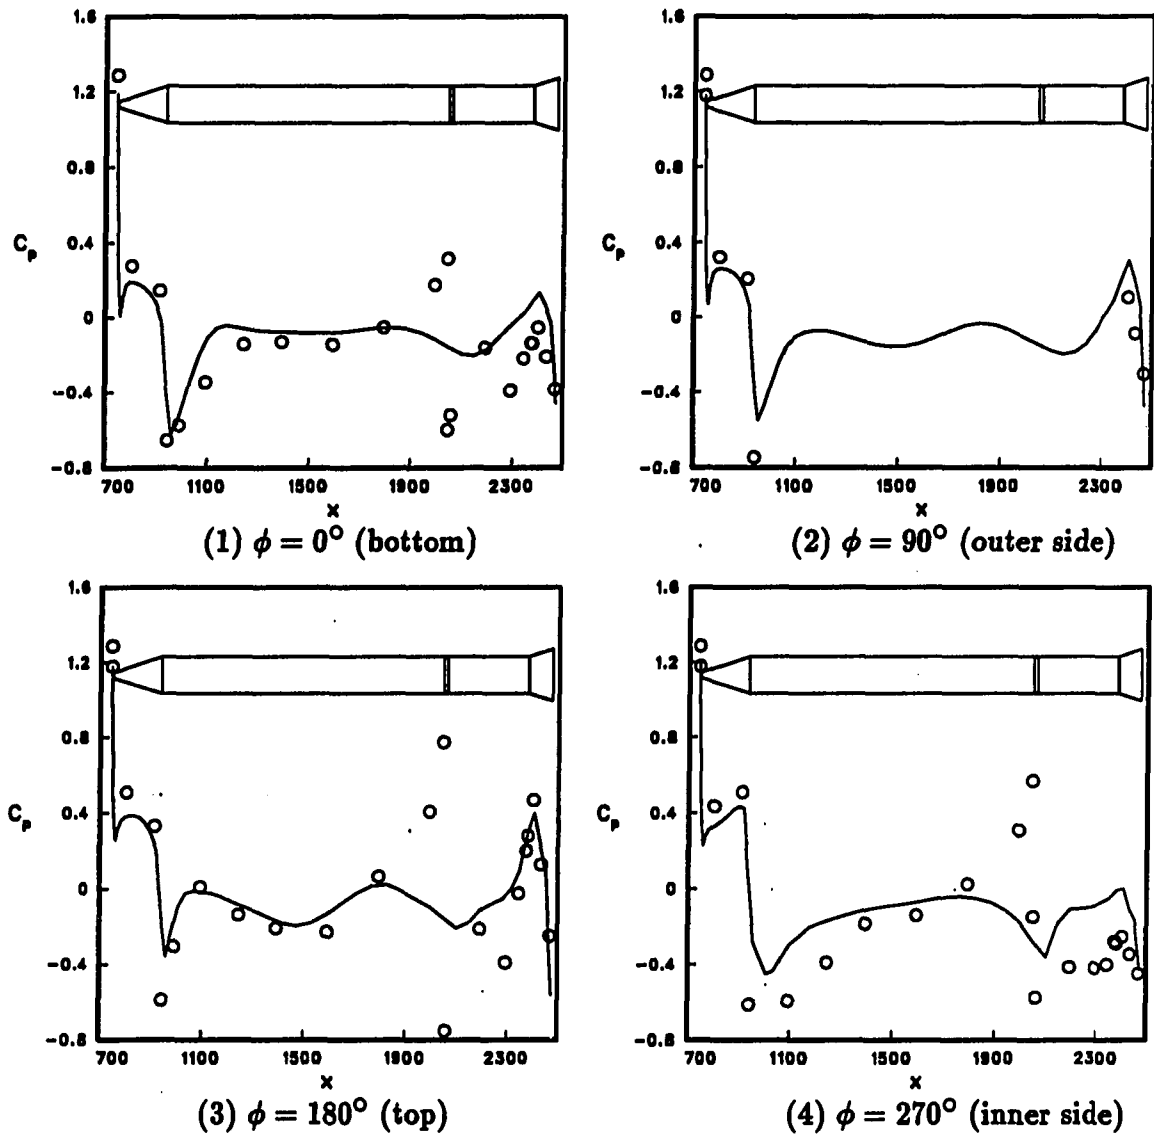 1.6 1.6
1.2 1.2
0.8 0.8
Cp 0.4 Cp 0.4
0 0
-0.4 -0.4
-0.8 -0.8
700 1100 1500 1900 2300 700 1100 1500 1900 2300
x x
(1) ϕ = 0° (bottom) (2) ϕ = 90° (outer side)
1.6 1.6
1.2 1.2
0.8 0.8
Cp 0.4 Cp 0.4
0 0
-0.4 -0.4
-0.8 -0.8
700 1100 1500 1900 2300 700 1100 1500 1900 2300
x x
(3) ϕ = 180° (top) (4) ϕ = 270° (inner side)